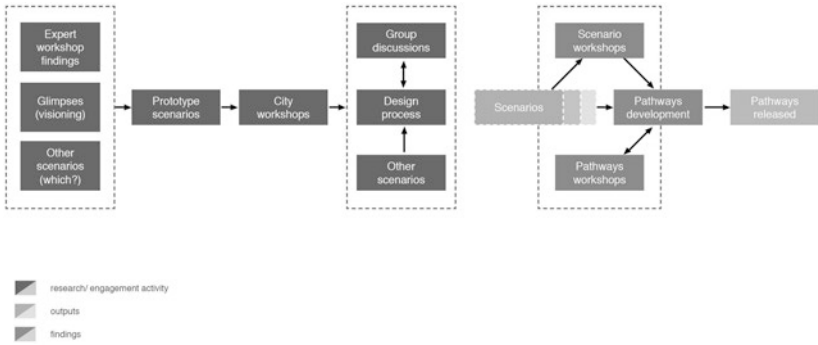 Expert
workshop
findings
Glimpses
(visioning)
Other
scenarios
(which?)
Prototype
scenarios
City
workshops
Group
discussions
Design
process
Other
scenarios
Scenarios
Scenario
workshops
Pathways
development
Pathways
workshops
Pathways
released
research/ engagement activity
outputs
findings